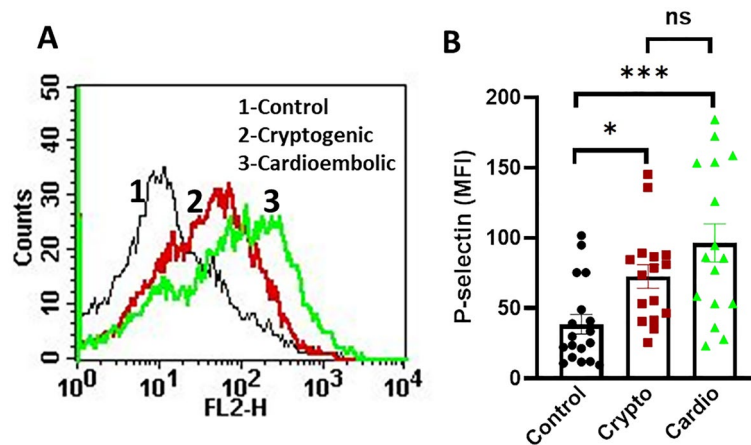 A
50
40
30
20
10
0
Counts
1
2
3
1-Control
2-Cryptogenic
3-Cardioembolic
10^0
10^1
10^2
10^3
10^4
FL2-H
B
ns
***
*
200
150
100
50
0
P-selectin (MFI)
Control
Crypto
Cardio